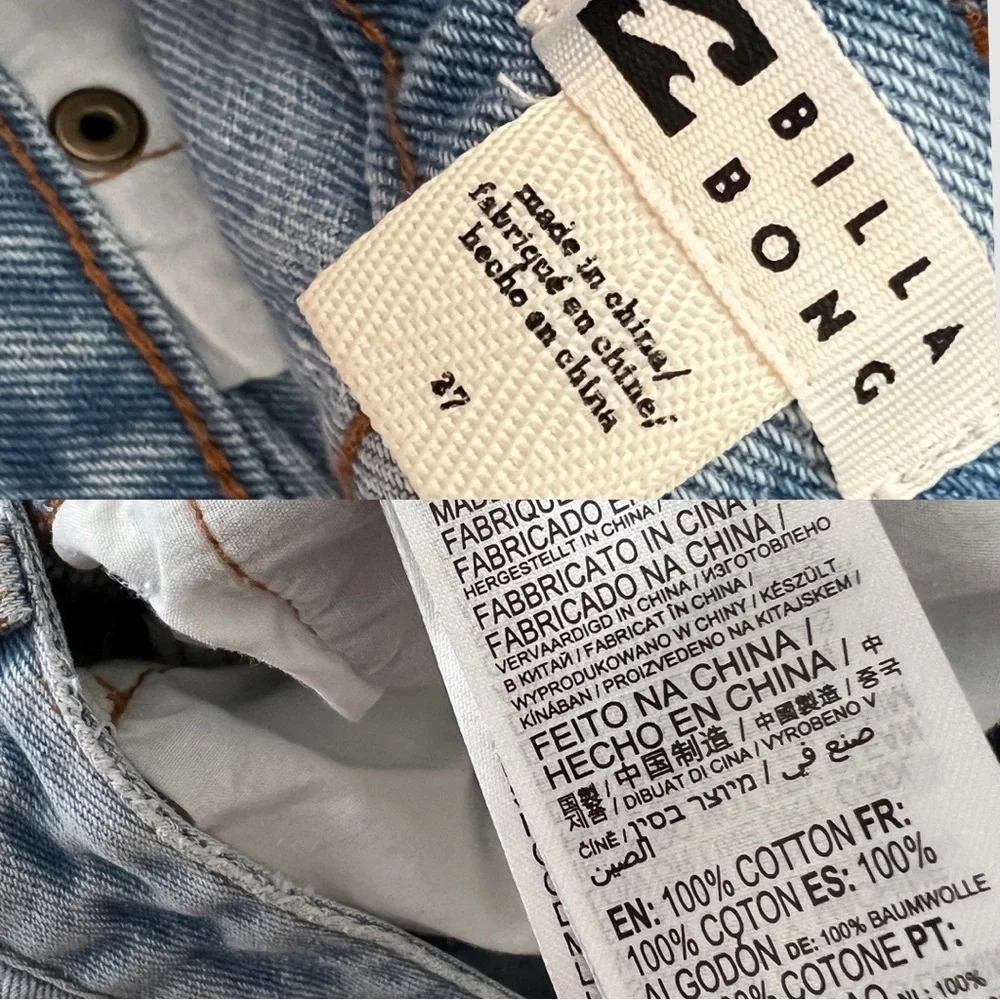 BILLA
BONG
made in china/
fabriqué en chine/
hecho en china
27
FABRICADO
HERGESTELLT IN CHINA /
FABBRICATO IN CINA
FABRICADO NA CHINA /
VERVAARDIGD IN CHINA / ИЗГОТОВЛЕНО
В КИТАЙ / FABRICAT ÎN CHINA /
WYPRODUKOWANO W CHINY / KÉSZÜLT
KÍNÁBAN / PROIZVEDENO NA KITAJSKEM /
FEITO NA CHINA /
HECHO EN CHINA / 中
国製 / 中国制造 / 中國製造 / 중국
제품 / DIBUAT DI CINA / VYROBENO V
ČÍNĚ / מיוצר בסין / صنع في
الصين
EN: 100% COTTON FR:
100% COTON ES: 100%
ALGODÓN DE: 100% BAUMWOLLE
COTONE PT:
100%